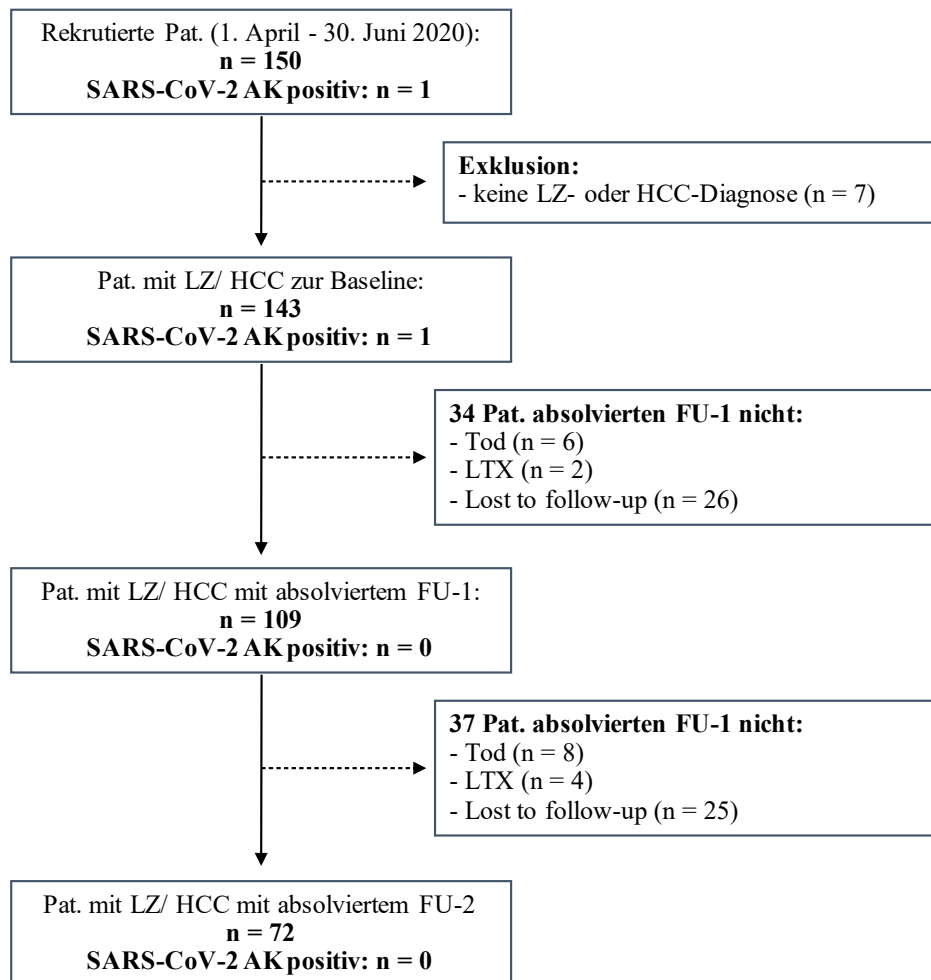 Rekrutierte Pat. (1. April - 30. Juni 2020):
n = 150
SARS-CoV-2 AK positiv: n = 1
Exklusion:
- keine LZ- oder HCC-Diagnose (n = 7)
Pat. mit LZ/ HCC zur Baseline:
n = 143
SARS-CoV-2 AK positiv: n = 1
34 Pat. absolvierten FU-1 nicht:
- Tod (n = 6)
- LTX (n = 2)
- Lost to follow-up (n = 26)
Pat. mit LZ/ HCC mit absolviertem FU-1:
n = 109
SARS-CoV-2 AK positiv: n = 0
37 Pat. absolvierten FU-1 nicht:
- Tod (n = 8)
- LTX (n = 4)
- Lost to follow-up (n = 25)
Pat. mit LZ/ HCC mit absolviertem FU-2
n = 72
SARS-CoV-2 AK positiv: n = 0